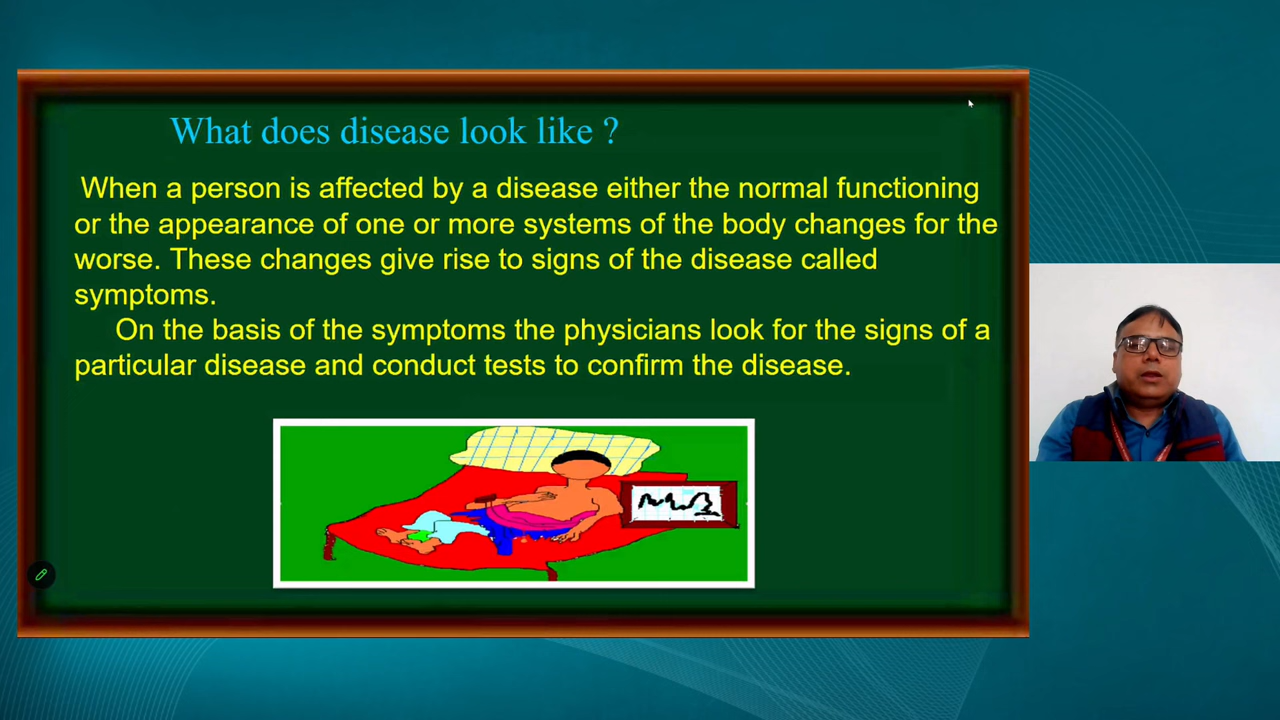 What does disease look like ?
When a person is affected by a disease either the normal functioning
or the appearance of one or more systems of the body changes for the
worse. These changes give rise to signs of the disease called
symptoms.
On the basis of the symptoms the physicians look for the signs of a
particular disease and conduct tests to confirm the disease.